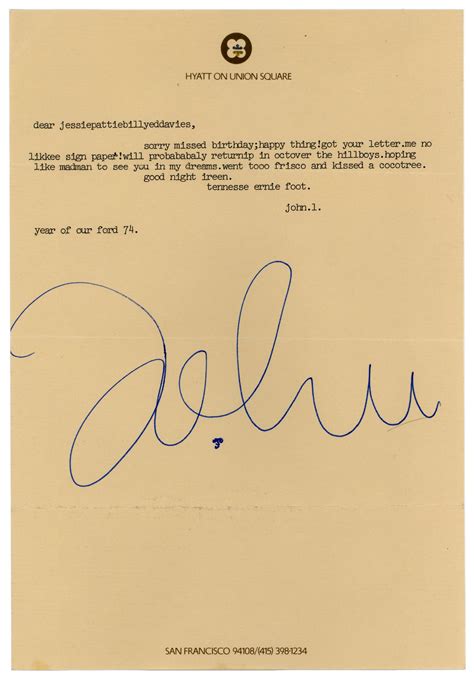 HYATT ON UNION SQUARE
dear jessiepattiebillyeddavies,
sorry missed birthday;happy thing!got your letter.me no
likkee sign paper!will probababaly returnip in octover the hillboys.hoping
like madman to see you in my dreams.went tooo frisco and kissed a cocotree.
good night ireen.
tennesse ernie foot.
john.l.
year of our ford 74.
John
SAN FRANCISCO 94108/(415) 398-1234